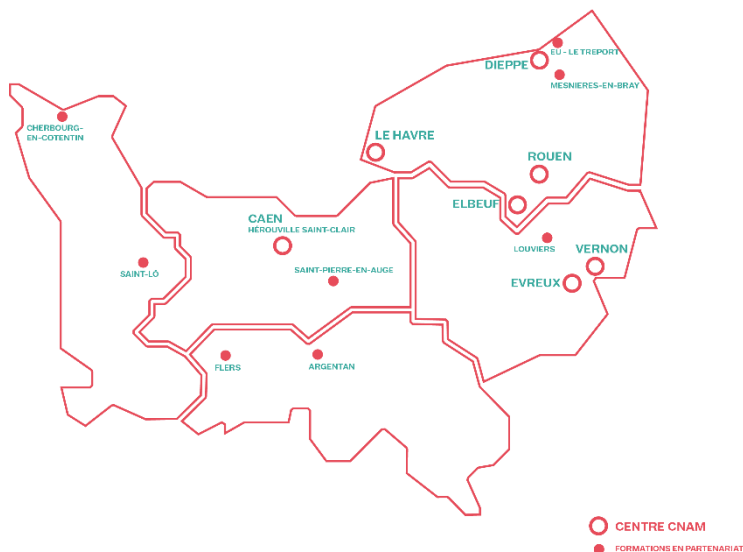 EU - LE TREPORT
DIEPPE
MESNIERES-EN-BRAY
CHERBOURG-
EN-COTENTIN
LE HAVRE
ROUEN
ELBEUF
CAEN
HÉROUVILLE SAINT-CLAIR
LOUVIERS
VERNON
SAINT-LÔ
SAINT-PIERRE-EN-AUGE
EVREUX
FLERS
ARGENTAN
CENTRE CNAM
FORMATIONS EN PARTENARIAT